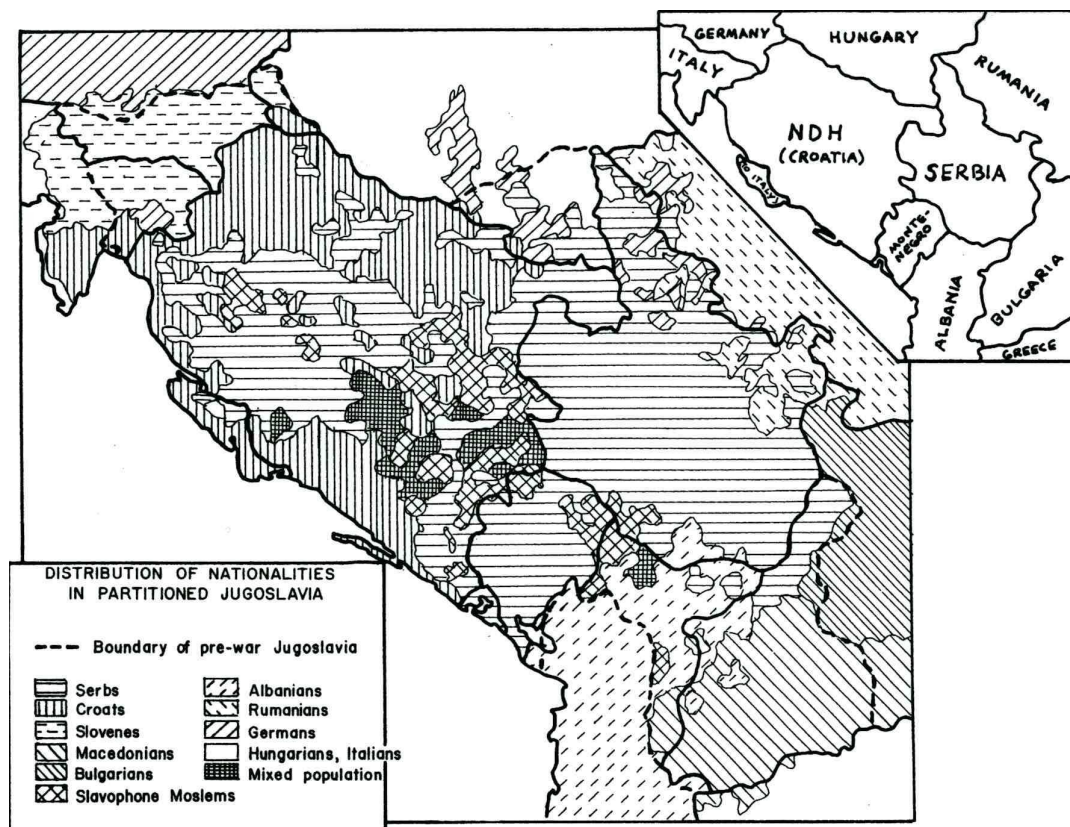 GERMANY
HUNGARY
ITALY
RUMANIA
NDH
(CROATIA)
TO ITALY
SERBIA
MONTE-
NEGRO
ALBANIA
BULGARIA
GREECE
DISTRIBUTION OF NATIONALITIES
IN PARTITIONED JUGOSLAVIA
Boundary of pre-war Jugoslavia
Serbs
Croats
Slovenes
Macedonians
Bulgarians
Slavophone Moslems
Albanians
Rumanians
Germans
Hungarians, Italians
Mixed population